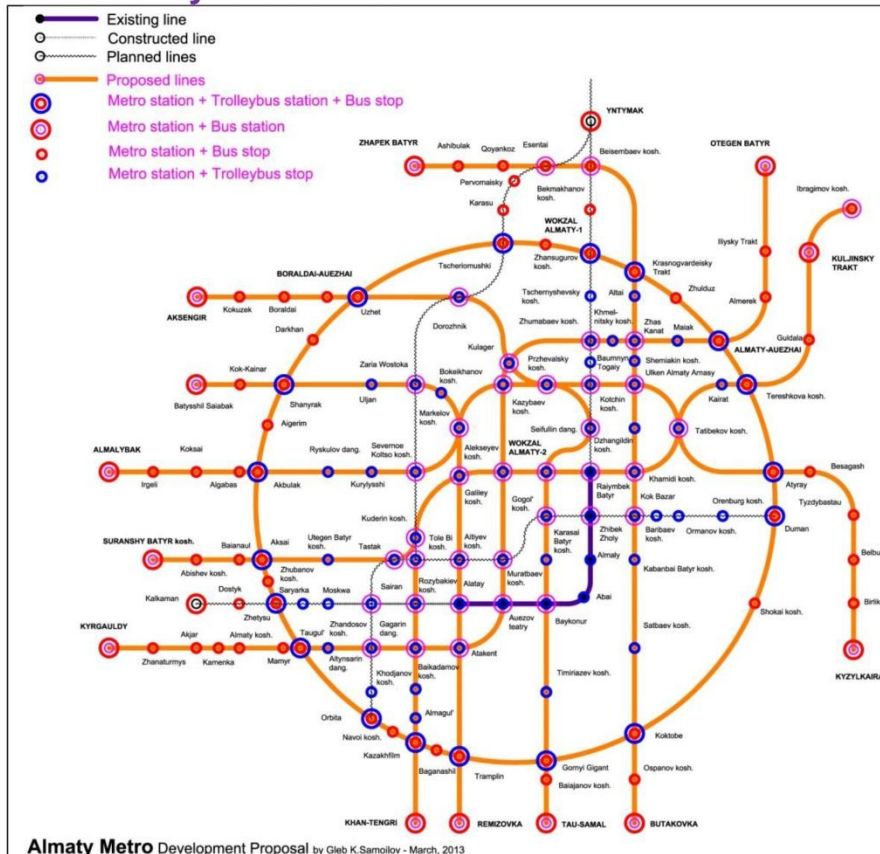 Existing line
Constructed line
Planned lines
Proposed lines
Metro station + Trolleybus station + Bus stop
Metro station + Bus station
Metro station + Bus stop
Metro station + Trolleybus stop
YNTYMAK
ZHAPEK BATYR
Ashibulak
Qoyankoz
Esentai
Beisembaev kosh.
OTEGEN BATYR
Pervomaisky
Bekmakhanov
kosh.
Ibragimov kosh.
Karasu
WOKZAL
ALMATY-1
Tscheriomushki
Zhansugurov
kosh.
Krasnogvardeisky
Trakt
Iliysky Trakt
KULJINSKY
TRAKT
BORALDAI-AUEZHAI
AKSENGIR
Kokuzak
Boraldai
Uzhet
Dorozhnik
Tschernyshevsky
kosh.
Altai
Zhulduz
Almerek
Darkhan
Zhumabaev kosh.
Khmel-
nitsky kosh.
Zhas
Kanat
Maiak
Guldala
ALMATY-AUEZHAI
Kulager
Przhevalsky
kosh.
Baumnyn
Togaiy
Shemiakin kosh.
Kok-Kainar
Zaria Wostoka
Bokeikhanov
kosh.
Ulken Almaty Arnasy
Batysshil Saiabak
Shanyrak
Uljan
Markelov
kosh.
Kazybaev
kosh.
Kotchin
kosh.
Kairat
Tereshkova kosh.
Aigerim
Seifullin dang.
Dzhangildin
kosh.
Tatibekov kosh.
ALMALYBAK
Koksai
Ryskulov dang.
Severnoe
Koltso kosh.
Alekseyev
kosh.
WOKZAL
ALMATY-2
Irgeli
Algabas
Akbulak
Kurylysshi
Galiley
kosh.
Gogol'
kosh.
Raiymbek
Batyr
Khamidi kosh.
Atyray
Besagash
Kok Bazar
Orenburg kosh.
Tyzdybastau
SURANSHY BATYR kosh.
Kuderin kosh.
Baianaul
Aksai
Utegen Batyr
kosh.
Tastak
Tole Bi
kosh.
Aitiyev
kosh.
Karasai
Batyr
kosh.
Zhibek
Zholy
Baribaev
kosh.
Ormanov kosh.
Duman
Abishev kosh.
Zhubanov
kosh.
Muratbaev
kosh.
Almaty
Kabanbai Batyr kosh.
Belbulak
Kalkaman
Dostyk
Saryarka
Moskwa
Sairan
Rozybakiev
kosh.
Alatay
Abai
Birtik
Zhetysu
Zhandosov
kosh.
Gagarin
dang.
Auezov
teatry
Baykonur
Shokai kosh.
KYRGAULDY
Akjar
Almaty kosh.
Taugul'
Satbaev kosh.
Zhanaturmys
Kamenka
Mamyr
Altynsarin
dang.
Khodjanov
kosh.
Baikadamov
kosh.
Atakent
KYZYLKAIRAT
Timiriazev kosh.
Orbita
Almagul'
Navoi kosh.
Kazakhfilm
Baganashil
Tramplin
Gornyi Gigant
Koktobe
Baiajanov kosh.
Ospanov kosh.
KHAN-TENGRI
REMIZOVKA
TAU-SAMAL
BUTAKOVKA
Almaty Metro Development Proposal by Gleb K.Samoilov - March, 2013